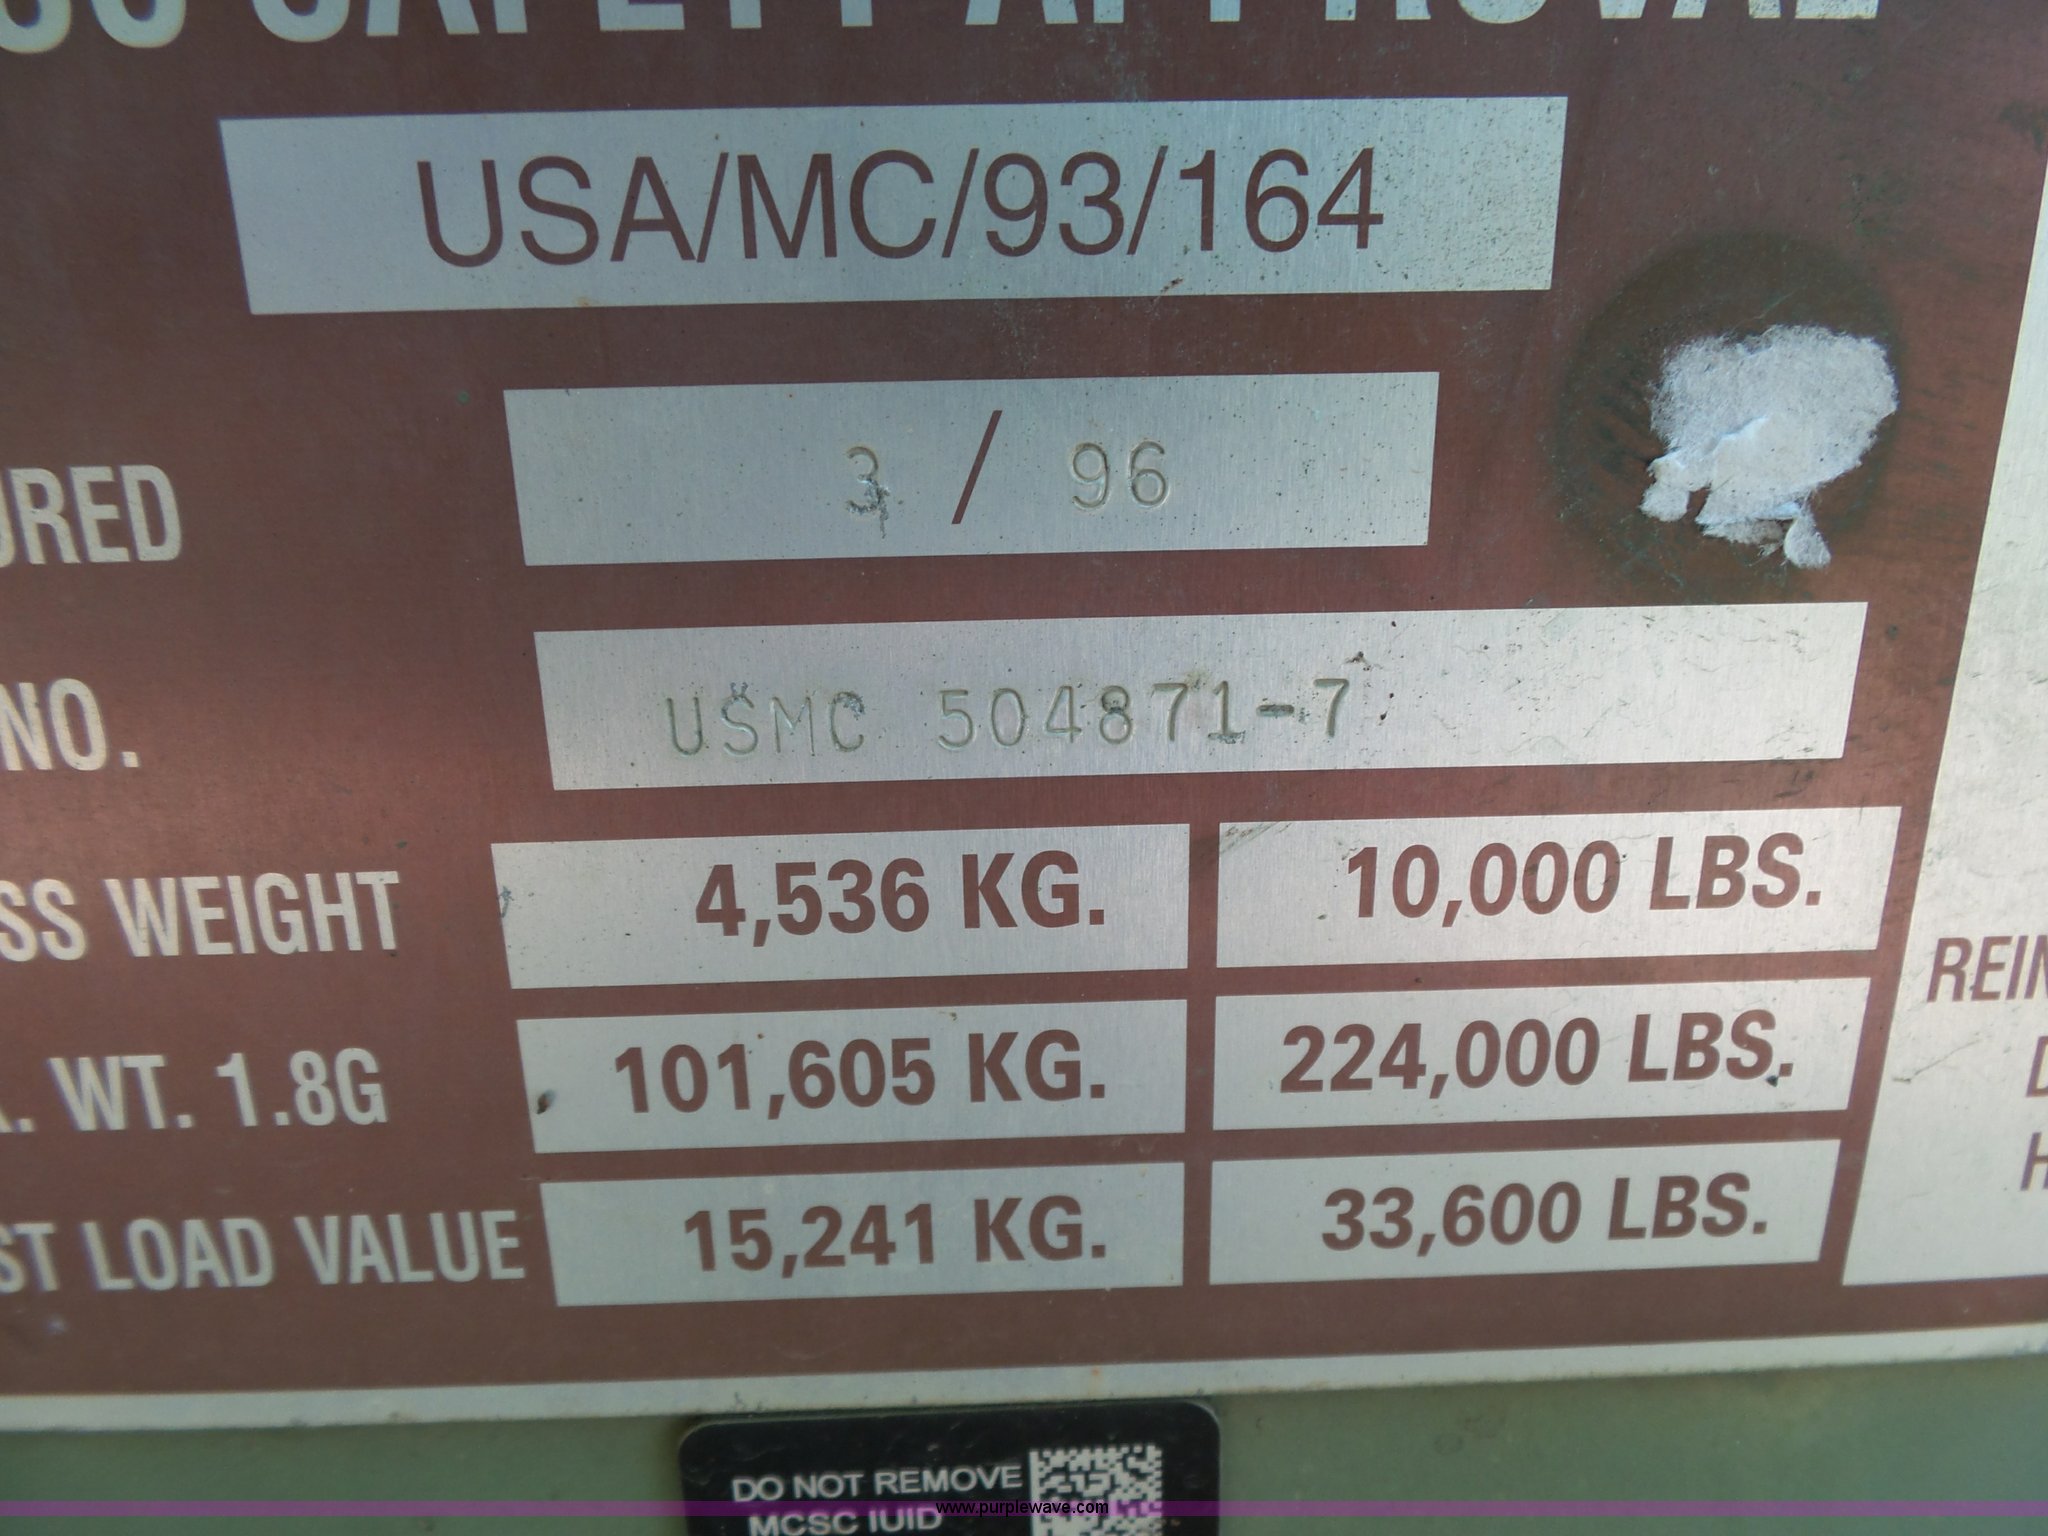 SAFETY APPROVAL
USA/MC/93/164
URED 3 / 96
NO. USMC 504871-7
SS WEIGHT 4,536 KG. 10,000 LBS.
. WT. 1.8G 101,605 KG. 224,000 LBS.
ST LOAD VALUE 15,241 KG. 33,600 LBS.
REIN
D
H
DO NOT REMOVE
MCSC IUID
www.purplewave.com